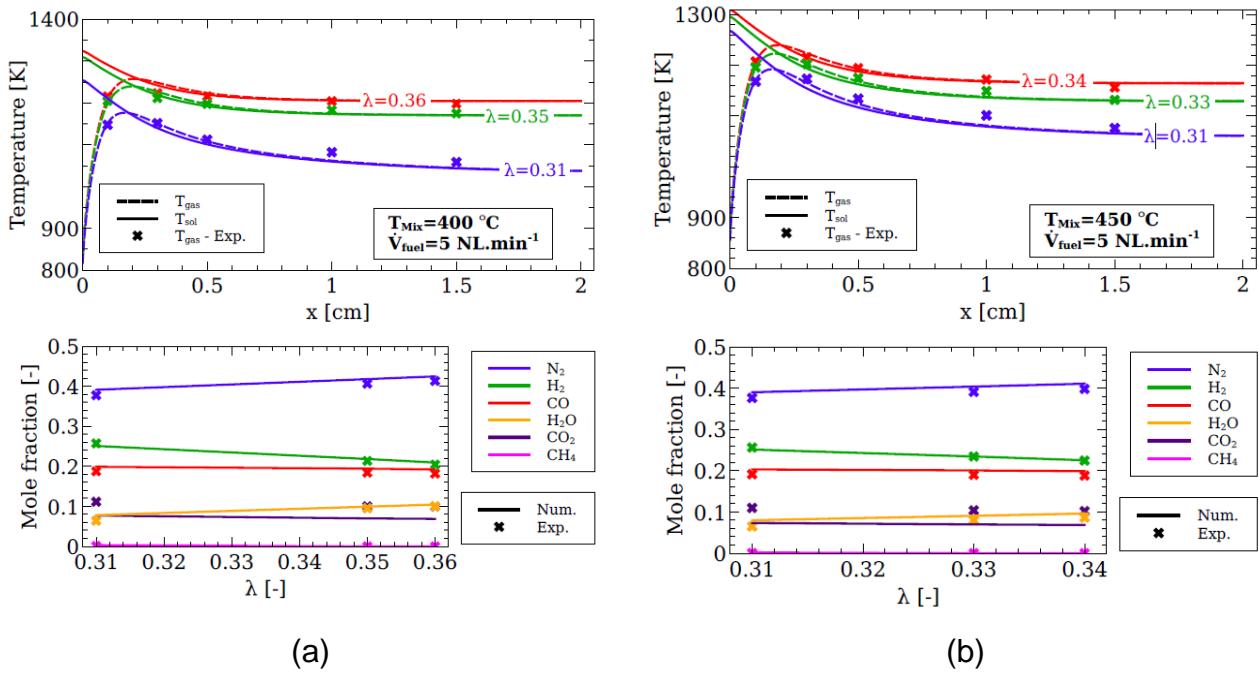 1400
900
800
Temperature [K]
0
0.5
1
1.5
2
x [cm]
λ=0.36
λ=0.35
λ=0.31
T_gas
T_sol
T_gas - Exp.
T_Mix=400 °C
V̇_fuel=5 NL.min⁻¹
1300
900
800
Temperature [K]
0
0.5
1
1.5
2
x [cm]
λ=0.34
λ=0.33
λ=0.31
T_gas
T_sol
T_gas - Exp.
T_Mix=450 °C
V̇_fuel=5 NL.min⁻¹
0.5
0.4
0.3
0.2
0.1
0
Mole fraction [-]
0.31
0.32
0.33
0.34
0.35
0.36
λ [-]
N₂
H₂
CO
H₂O
CO₂
CH₄
Num.
Exp.
0.5
0.4
0.3
0.2
0.1
0
Mole fraction [-]
0.31
0.32
0.33
0.34
λ [-]
N₂
H₂
CO
H₂O
CO₂
CH₄
Num.
Exp.
(a)
(b)